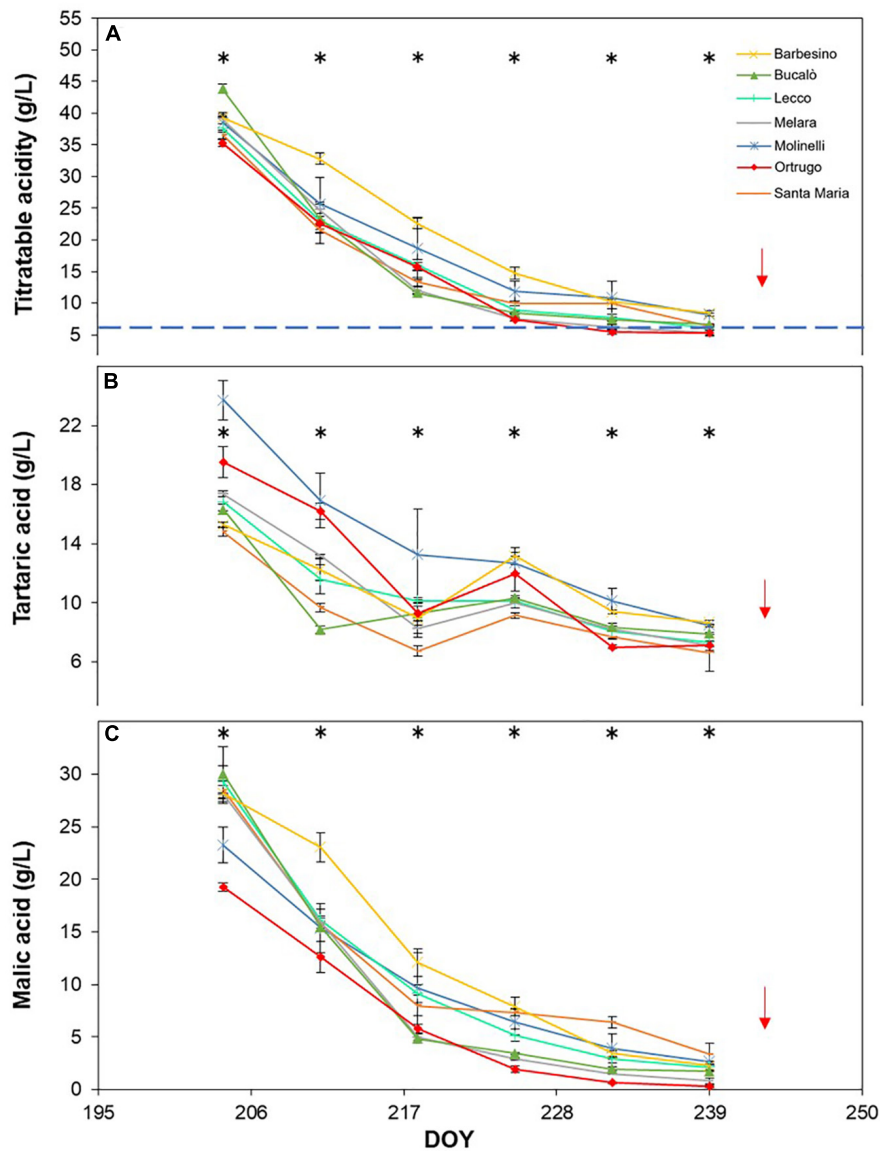 A
Titratable acidity (g/L)
55
50
45
40
35
30
25
20
15
10
5
* * * * * *
Barbesino
Bucalò
Lecco
Melara
Molinelli
Ortrugo
Santa Maria
B
Tartaric acid (g/L)
22
18
14
10
6
* * * * * *
C
Malic acid (g/L)
30
25
20
15
10
5
0
* * * * * *
195 206 217 228 239 250
DOY